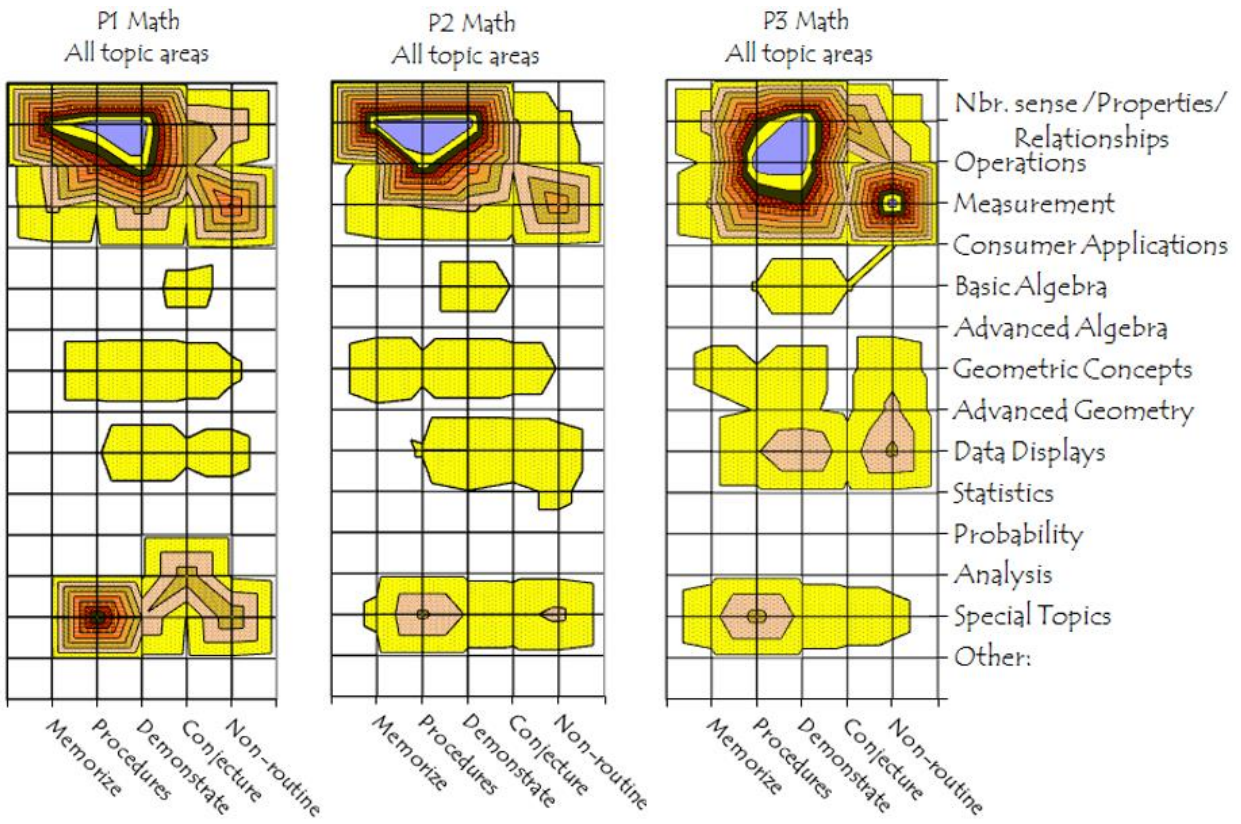 P1 Math
All topic areas
P2 Math
All topic areas
P3 Math
All topic areas
Nbr. sense /Properties/
Relationships
Operations
Measurement
Consumer Applications
Basic Algebra
Advanced Algebra
Geometric Concepts
Advanced Geometry
Data Displays
Statistics
Probability
Analysis
Special Topics
Other:
Memorize
Procedures
Demonstrate
Conjecture
Non-routine
Memorize
Procedures
Demonstrate
Conjecture
Non-routine
Memorize
Procedures
Demonstrate
Conjecture
Non-routine